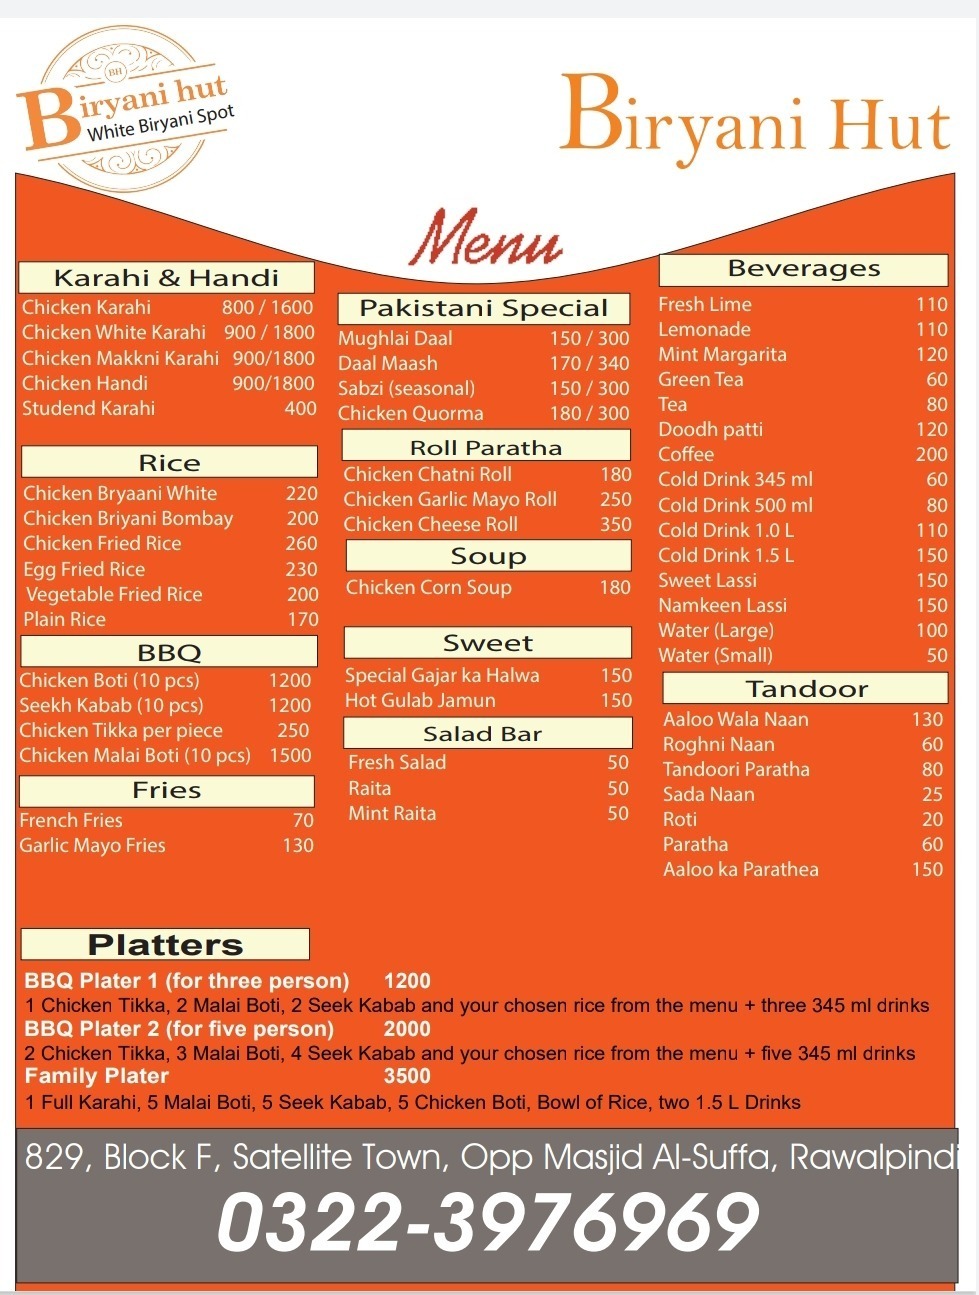 BH
Biryani hut
White Biryani Spot
Biryani Hut
Menu
Karahi & Handi
Chicken Karahi 800 / 1600
Chicken White Karahi 900 / 1800
Chicken Makkni Karahi 900/1800
Chicken Handi 900/1800
Studend Karahi 400
Rice
Chicken Bryaani White 220
Chicken Briyani Bombay 200
Chicken Fried Rice 260
Egg Fried Rice 230
Vegetable Fried Rice 200
Plain Rice 170
BBQ
Chicken Boti (10 pcs) 1200
Seekh Kabab (10 pcs) 1200
Chicken Tikka per piece 250
Chicken Malai Boti (10 pcs) 1500
Fries
French Fries 70
Garlic Mayo Fries 130
Pakistani Special
Mughlai Daal 150 / 300
Daal Maash 170 / 340
Sabzi (seasonal) 150 / 300
Chicken Quorma 180 / 300
Roll Paratha
Chicken Chatni Roll 180
Chicken Garlic Mayo Roll 250
Chicken Cheese Roll 350
Soup
Chicken Corn Soup 180
Sweet
Special Gajar ka Halwa 150
Hot Gulab Jamun 150
Salad Bar
Fresh Salad 50
Raita 50
Mint Raita 50
Beverages
Fresh Lime 110
Lemonade 110
Mint Margarita 120
Green Tea 60
Tea 80
Doodh patti 120
Coffee 200
Cold Drink 345 ml 60
Cold Drink 500 ml 80
Cold Drink 1.0 L 110
Cold Drink 1.5 L 150
Sweet Lassi 150
Namkeen Lassi 150
Water (Large) 100
Water (Small) 50
Tandoor
Aaloo Wala Naan 130
Roghni Naan 60
Tandoori Paratha 80
Sada Naan 25
Roti 20
Paratha 60
Aaloo ka Parathea 150
Platters
BBQ Plater 1 (for three person) 1200
1 Chicken Tikka, 2 Malai Boti, 2 Seek Kabab and your chosen rice from the menu + three 345 ml drinks
BBQ Plater 2 (for five person) 2000
2 Chicken Tikka, 3 Malai Boti, 4 Seek Kabab and your chosen rice from the menu + five 345 ml drinks
Family Plater 3500
1 Full Karahi, 5 Malai Boti, 5 Seek Kabab, 5 Chicken Boti, Bowl of Rice, two 1.5 L Drinks
829, Block F, Satellite Town, Opp Masjid Al-Suffa, Rawalpindi
0322-3976969